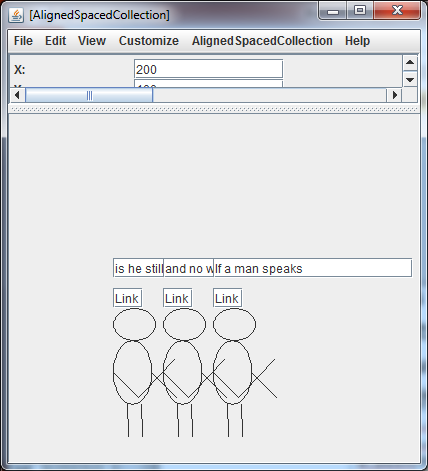 [AlignedSpacedCollection]
File Edit View Customize AlignedSpacedCollection Help
X: 200
is he still and no w If a man speaks
Link Link Link